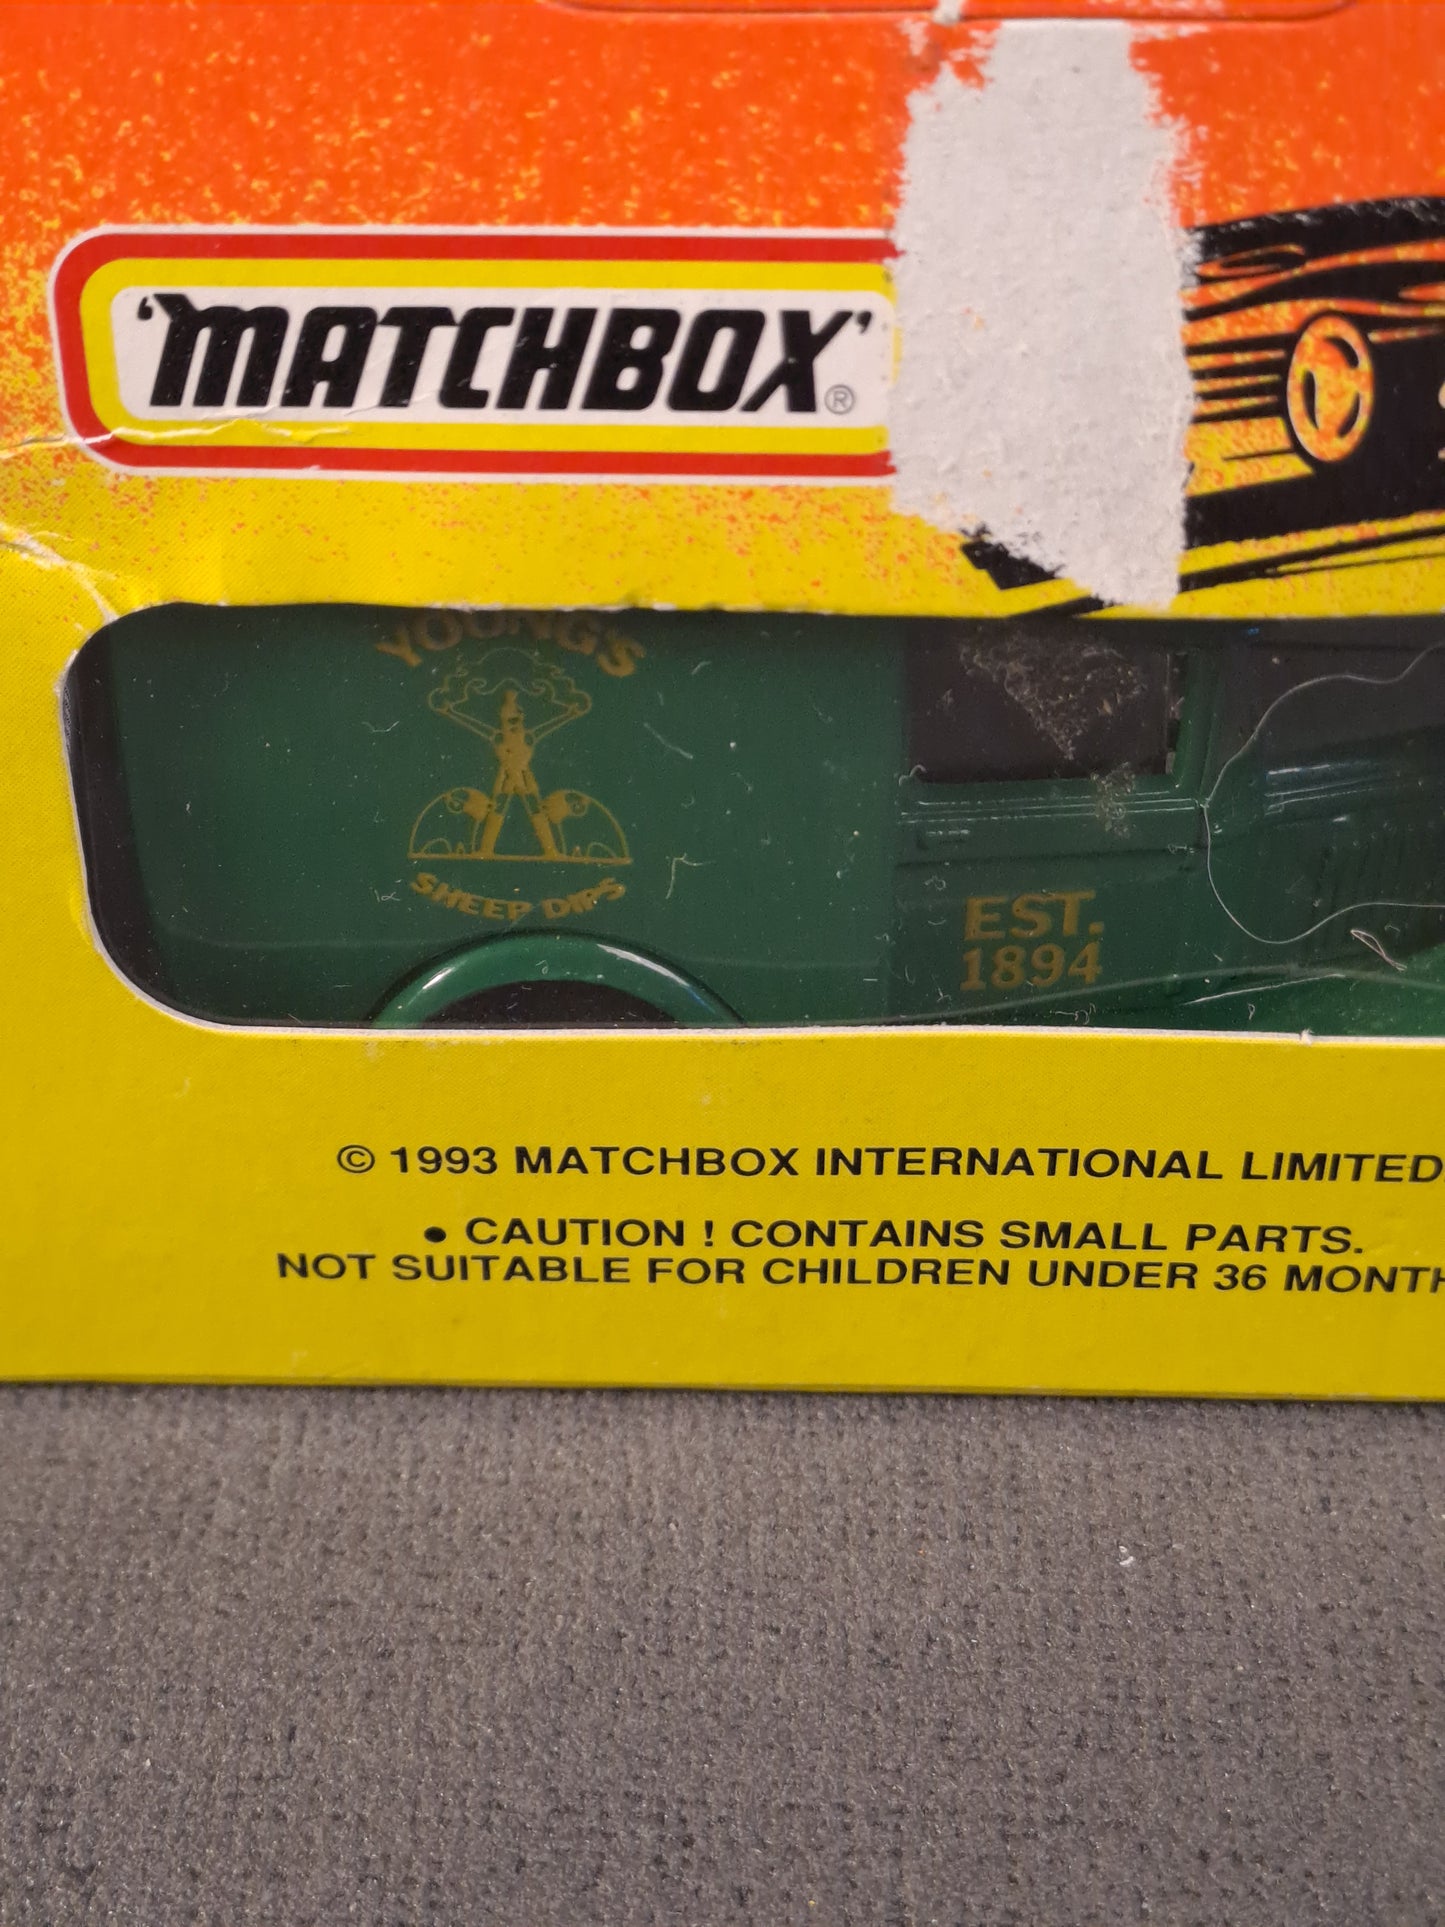 'MATCHBOX'®
YOUNG'S
SHEEP DIPS
EST.
1894
© 1993 MATCHBOX INTERNATIONAL LIMITED
• CAUTION ! CONTAINS SMALL PARTS.
NOT SUITABLE FOR CHILDREN UNDER 36 MONTH